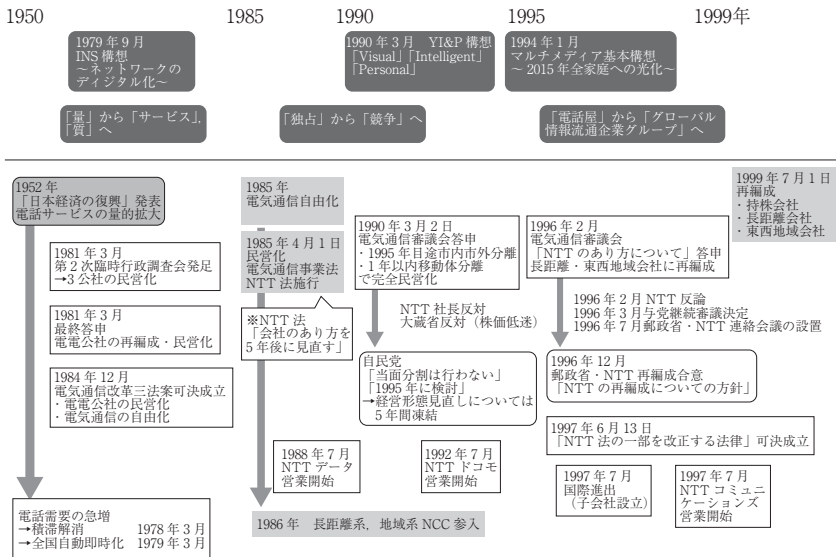 1950
1985
1990
1995
1999年
1979年9月
INS構想
～ネットワークの
ディジタル化～
1990年3月 YI&P構想
「Visual」「Intelligent」
「Personal」
1994年1月
マルチメディア基本構想
～2015年全家庭への光化～
「量」から「サービス」,
「質」へ
「独占」から「競争」へ
「電話屋」から「グローバル
情報流通企業グループ」へ
1952年
「日本経済の復興」発表
電話サービスの量的拡大
1981年3月
第2次臨時行政調査会発足
→3公社の民営化
1981年3月
最終答申
電電公社の再編成・民営化
1984年12月
電気通信改革三法案可決成立
・電電公社の民営化
・電気通信の自由化
電話需要の急増
→積滞解消 1978年3月
→全国自動即時化 1979年3月
1985年
電気通信自由化
1985年4月1日
民営化
電気通信事業法
NTT法施行
※NTT法
「会社のあり方を
5年後に見直す」
1988年7月
NTTデータ
営業開始
1986年 長距離系, 地域系NCC参入
1990年3月2日
電気通信審議会答申
・1995年目途市内市外分離
・1年以内移動体分離
で完全民営化
NTT社長反対
大蔵省反対（株価低迷）
自民党
「当面分割は行わない」
「1995年に検討」
→経営形態見直しについては
5年間凍結
1992年7月
NTTドコモ
営業開始
1996年2月
電気通信審議会
「NTTのあり方について」答申
長距離・東西地域会社に再編成
1996年2月NTT反論
1996年3月与党継続審議決定
1996年7月郵政省・NTT連絡会議の設置
1996年12月
郵政省・NTT再編成合意
「NTTの再編成についての方針」
1997年6月13日
「NTT法の一部を改正する法律」可決成立
1997年7月
国際進出
（子会社設立）
1997年7月
NTTコミュニ
ケーションズ
営業開始
1999年7月1日
再編成
・持株会社
・長距離会社
・東西地域会社